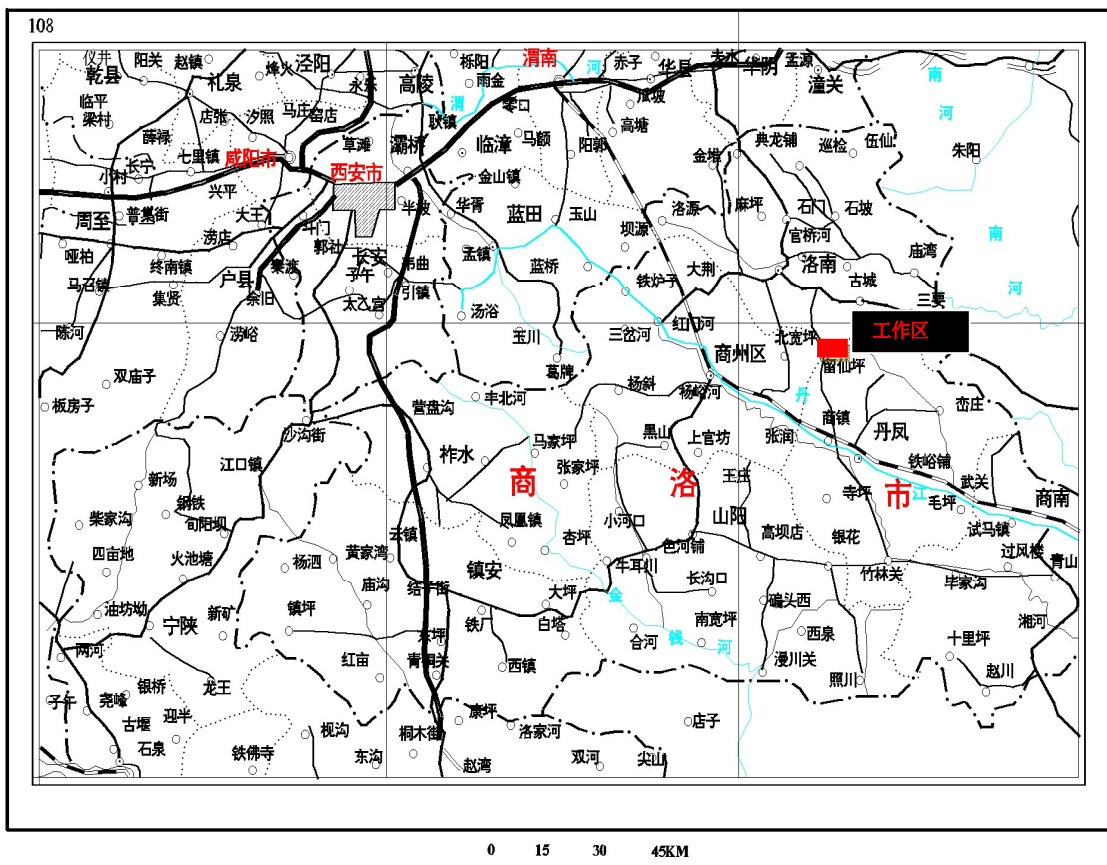 108
仪井 阳关 赵镇 烽火 泾阳 栎阳 渭南 河 赤子 华县 赤水 华阴 孟源
乾县 礼泉 永乐 高陵 雨金 潼关 南
临平 店张 汐照 马庄 窑店 渭 零口 瓜坡 河
梁村 薛禄 草滩 灞桥 耿镇 临潼 马额 高塘 典龙铺 巡检 伍仙
小村 长宁 七里镇 咸阳市 西安市 阳郭 金堆 朱阳
兴平 金山镇
周至 普集街 大王 斗门 半坡 华胥 蓝田 玉山 坝源 洛源 麻坪 石门 石坡
哑柏 涝店 郭社 长安 孟镇 官桥河 庙湾 南
终南镇 户县 秦渡 子午 韦曲 蓝桥 大荆 洛南 古城 河
马召镇 集贤 余旧 太乙宫 引镇 铁炉子 三要
汤浴
陈河 涝峪 玉川 三岔河 红门河 北宽坪 工作区
商州区 留仙坪
双庙子 葛牌
板房子 营盘沟 丰北河 杨斜 杨峪河 丹 峦庄
沙沟街 黑山 上官坊 张润 商镇 丹凤
江口镇 柞水 马家坪 铁峪铺
新场 商 张家坪 洛 王庄 市 江 武关
钢铁 寺坪 毛坪 商南
柴家沟 旬阳坝 云镇 凤凰镇 小河口 山阳 高坝店 银花 试马镇
四亩地 火池塘 杨泗 黄家湾 杏坪 色河铺 过风楼
镇安 牛耳川 竹林关 青山
庙沟 结子街 长沟口 毕家沟
油坊坳 新矿 镇坪 大坪 金 碥头西 湘河
宁陕 东坪 铁厂 白塔 钱 南宽坪 西泉
两河 红亩 青铜关 西镇 合河 河 漫川关 十里坪
银桥 龙王 照川 赵川
子午 尧峰
古堰 迎半 康坪 店子
石泉 枧沟 桐木街 洛家河
铁佛寺 东沟 赵湾 双河 尖山
0 15 30 45KM